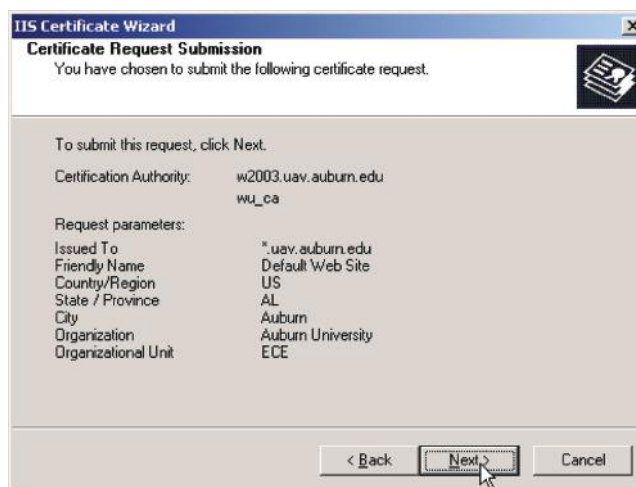 IIS Certificate Wizard
Certificate Request Submission
You have chosen to submit the following certificate request.
To submit this request, click Next.
Certification Authority: w2003.uav.auburn.edu
wu_ca
Request parameters:
Issued To *.uav.auburn.edu
Friendly Name Default Web Site
Country/Region US
State / Province AL
City Auburn
Organization Auburn University
Organizational Unit ECE
< Back Next > Cancel